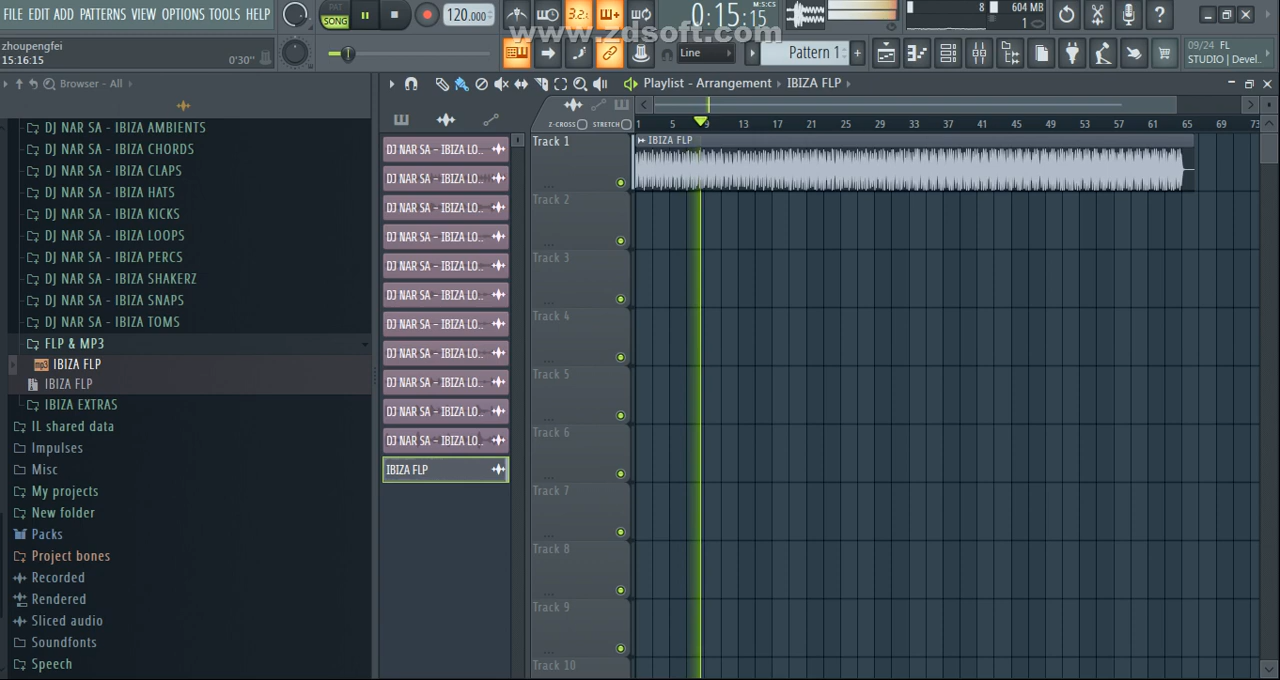 FILE EDIT ADD PATTERNS VIEW OPTIONS TOOLS HELP
PAT
SONG
120.000
3.2.
0:15:15
M:S:CS
8
604 MB
1
www.zdsoft.com
zhoupengfei
15:16:15
0'30"
Line
Pattern 1
09/24 FL
STUDIO | Devel..
Browser - All
Playlist - Arrangement
IBIZA FLP
Z-CROSS
STRETCH
1 5 9 13 17 21 25 29 33 37 41 45 49 53 57 61 65 69 73
DJ NAR SA - IBIZA AMBIENTS
DJ NAR SA - IBIZA CHORDS
DJ NAR SA - IBIZA CLAPS
DJ NAR SA - IBIZA HATS
DJ NAR SA - IBIZA KICKS
DJ NAR SA - IBIZA LOOPS
DJ NAR SA - IBIZA PERCS
DJ NAR SA - IBIZA SHAKERZ
DJ NAR SA - IBIZA SNAPS
DJ NAR SA - IBIZA TOMS
FLP & MP3
mp3
IBIZA FLP
IBIZA FLP
IBIZA EXTRAS
IL shared data
Impulses
Misc
My projects
New folder
Packs
Project bones
Recorded
Rendered
Sliced audio
Soundfonts
Speech
DJ NAR SA - IBIZA LO..
DJ NAR SA - IBIZA LO..
DJ NAR SA - IBIZA LO..
DJ NAR SA - IBIZA LO..
DJ NAR SA - IBIZA LO..
DJ NAR SA - IBIZA LO..
DJ NAR SA - IBIZA LO..
DJ NAR SA - IBIZA LO..
DJ NAR SA - IBIZA LO..
DJ NAR SA - IBIZA LO..
DJ NAR SA - IBIZA LO..
IBIZA FLP
Track 1
IBIZA FLP
Track 2
Track 3
Track 4
Track 5
Track 6
Track 7
Track 8
Track 9
Track 10